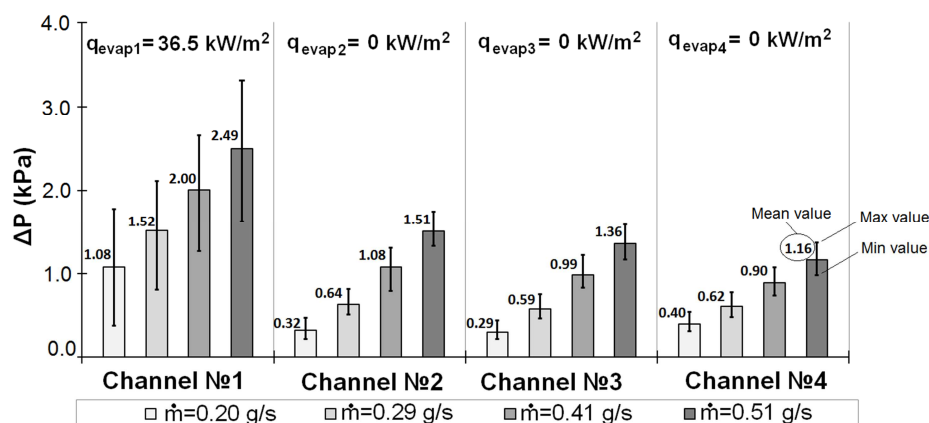 4.0
3.0
2.0
1.0
0.0
ΔP (kPa)
q evap1 = 36.5 kW/m²
q evap2 = 0 kW/m²
q evap3 = 0 kW/m²
q evap4 = 0 kW/m²
1.08
1.52
2.00
2.49
0.32
0.64
1.08
1.51
0.29
0.59
0.99
1.36
0.40
0.62
0.90
1.16
Mean value
Max value
Min value
Channel №1
Channel №2
Channel №3
Channel №4
ṁ=0.20 g/s
ṁ=0.29 g/s
ṁ=0.41 g/s
ṁ=0.51 g/s